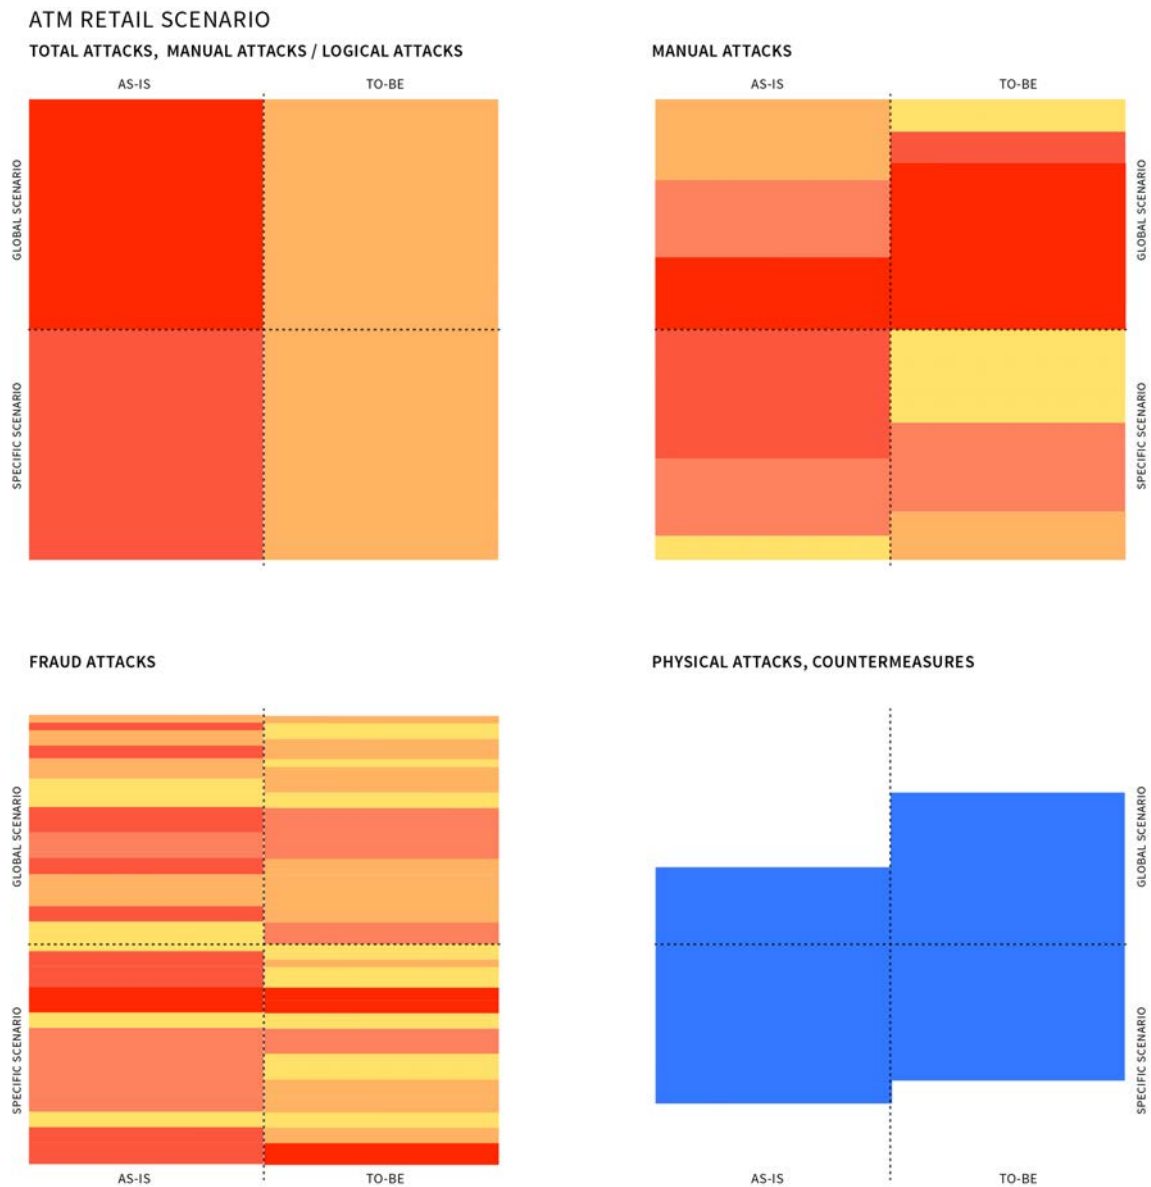 ATM RETAIL SCENARIO
TOTAL ATTACKS, MANUAL ATTACKS / LOGICAL ATTACKS
AS-IS
TO-BE
GLOBAL SCENARIO
SPECIFIC SCENARIO
MANUAL ATTACKS
AS-IS
TO-BE
GLOBAL SCENARIO
SPECIFIC SCENARIO
FRAUD ATTACKS
GLOBAL SCENARIO
SPECIFIC SCENARIO
AS-IS
TO-BE
PHYSICAL ATTACKS, COUNTERMEASURES
GLOBAL SCENARIO
SPECIFIC SCENARIO
AS-IS
TO-BE